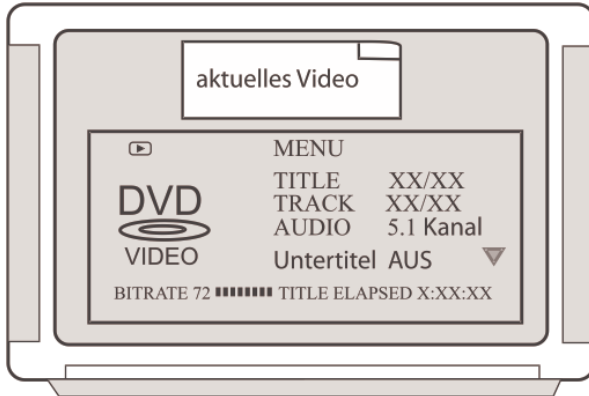 aktuelles Video
MENU
DVD
VIDEO
TITLE XX/XX
TRACK XX/XX
AUDIO 5.1 Kanal
Untertitel AUS
BITRATE 72 TITLE ELAPSED X:XX:XX